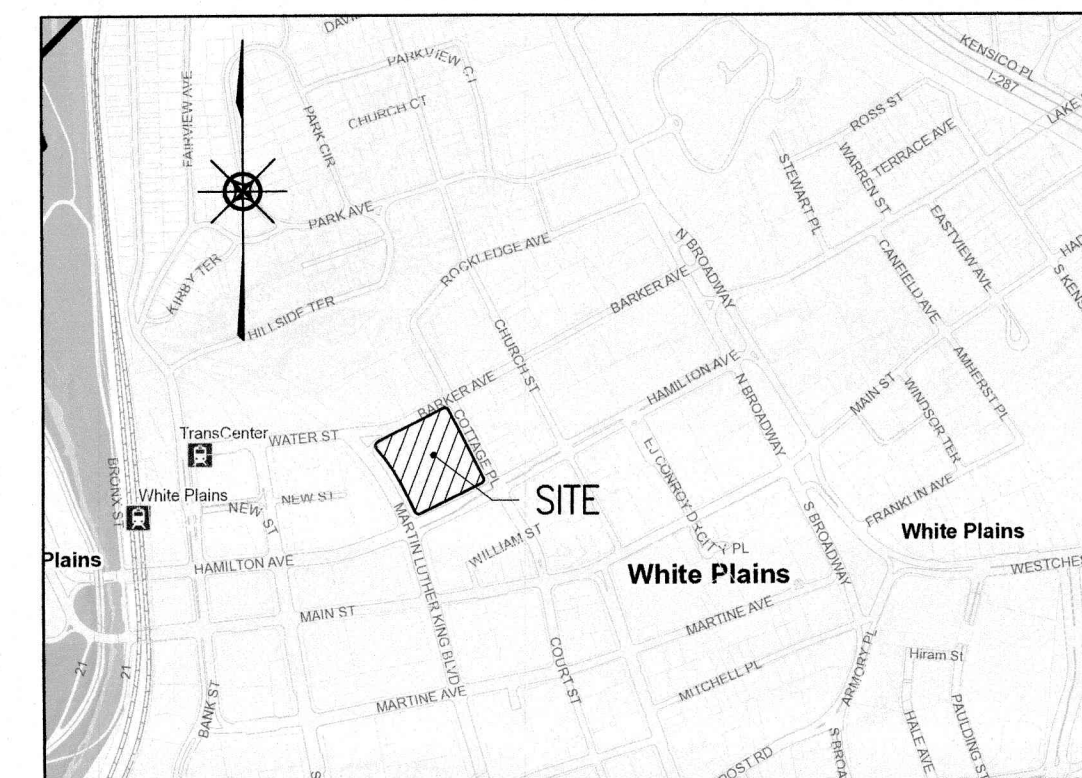 DAVI
KENSICO PL
I-287
PARKVIEW CT
FAIRVIEW AVE
CHURCH CT
PARK CIR
ROSS ST
LAKE
TERRACE AVE
WARREN ST
STEWART PL
PARK AVE
EASTVIEW AVE
N BROADWAY
ROCKLEDGE AVE
KIRBY TER
CANFIELD AVE
S KENS
BARKER AVE
HILLSIDE TER
CHURCH ST
HAMILTON AVE
AMHERST PL
MAIN ST
WINDSOR TER
BARKER AVE
N BROADWAY
COTTAGE PL
TransCenter
WATER ST
EJ CONROY DR
CITY PL
BRONX ST
White Plains
NEW ST
NEW ST
SITE
FRANKLIN AVE
S BROADWAY
White Plains
MARTIN LUTHER KING BLVD
WILLIAM ST
Plains
HAMILTON AVE
White Plains
WESTCHES
MAIN ST
MARTINE AVE
Hiram St
COURT ST
ARMORY PL
21
21
MITCHELL PL
BANK ST
MARTINE AVE
HALE AVE
PAULDING S
S BRO
POST RD